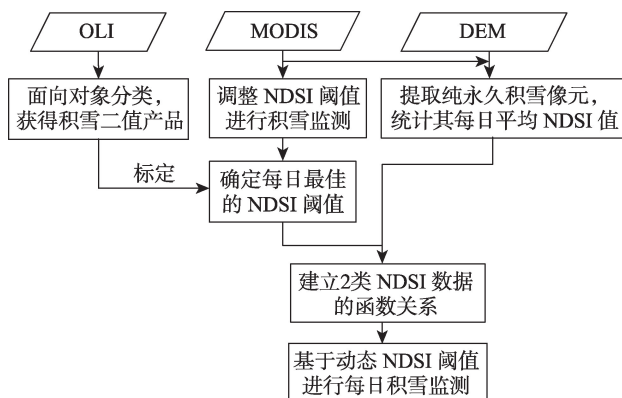 OLI
MODIS
DEM
面向对象分类，
获得积雪二值产品
调整 NDSI 阈值
进行积雪监测
提取纯永久积雪像元，
统计其每日平均 NDSI 值
标定
确定每日最佳
的 NDSI 阈值
建立2类 NDSI 数据
的函数关系
基于动态 NDSI 阈值
进行每日积雪监测